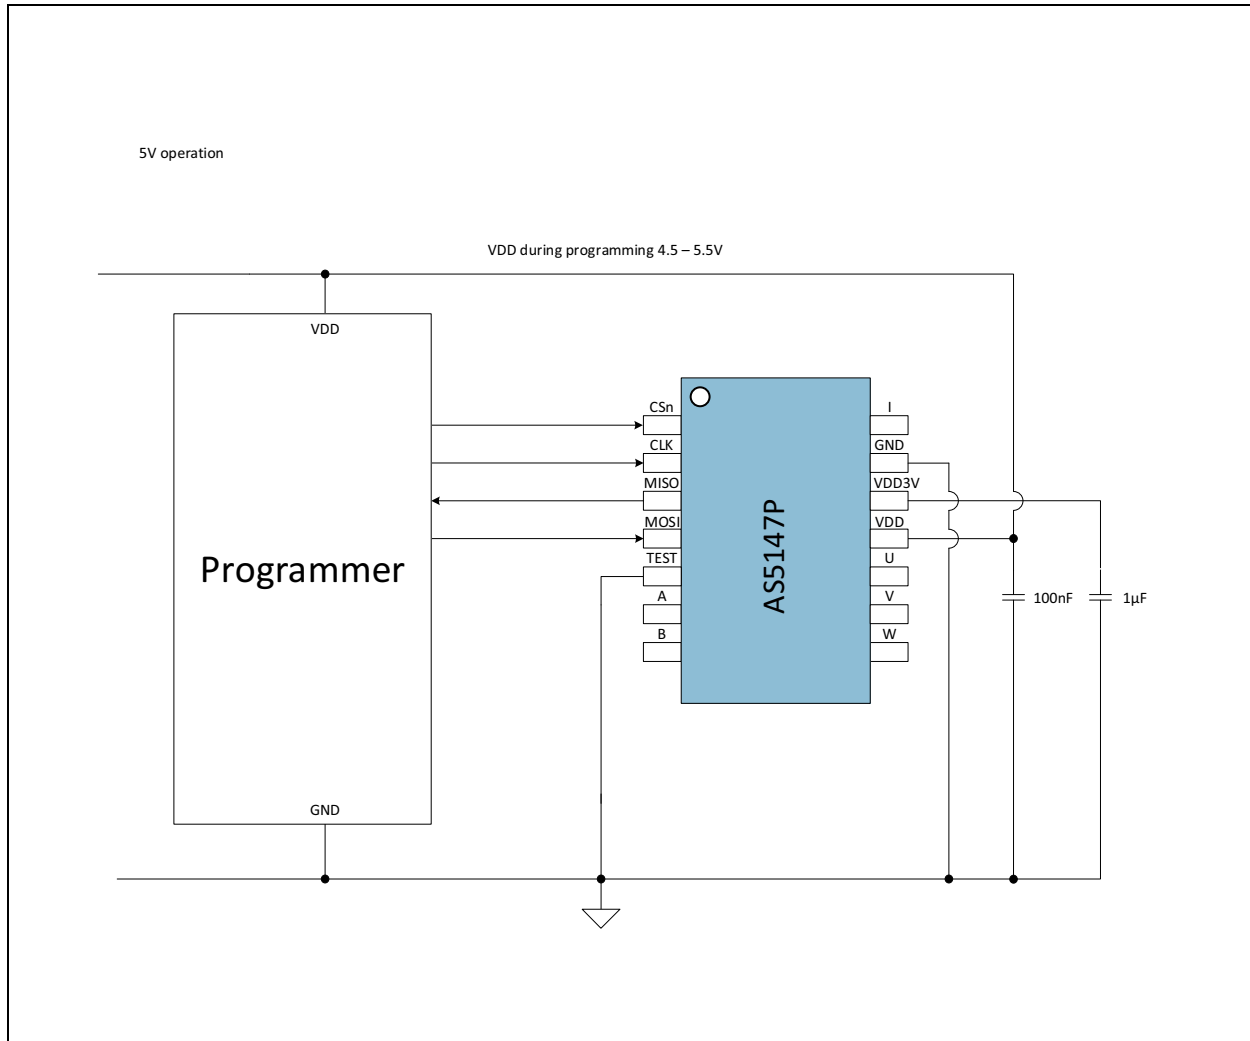 5V operation
VDD during programming 4.5 – 5.5V
VDD
Programmer
GND
CSn
CLK
MISO
MOSI
TEST
A
B
AS5147P
I
GND
VDD3V
VDD
U
V
W
100nF
1µF